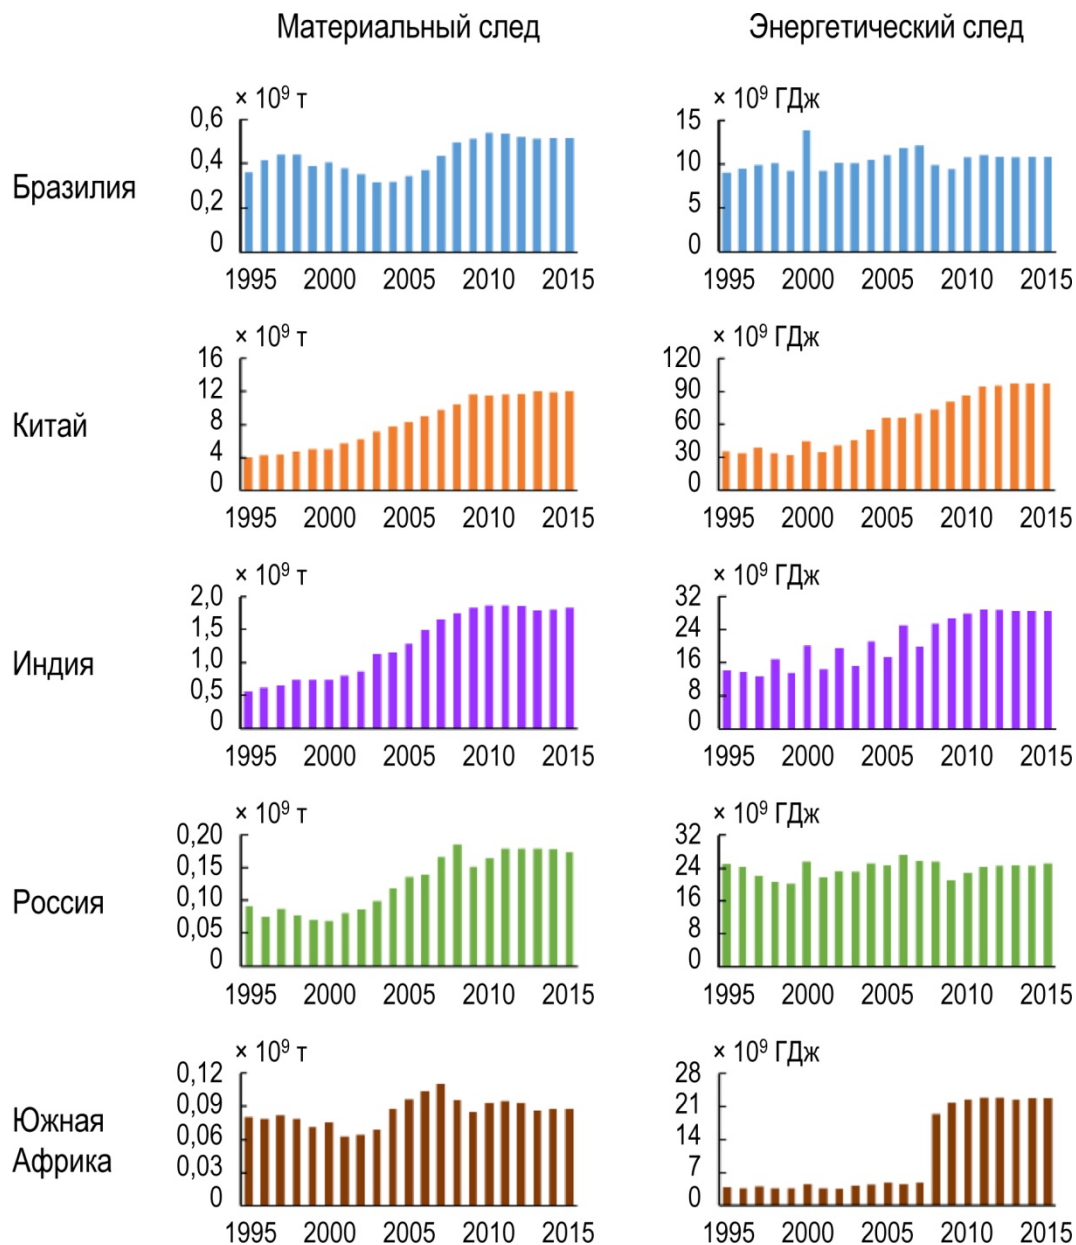 Материальный след
Энергетический след
Бразилия
× 10⁹ т
0,6
0,4
0,2
0
1995 2000 2005 2010 2015
× 10⁹ ГДж
15
10
5
0
1995 2000 2005 2010 2015
Китай
× 10⁹ т
16
12
8
4
0
1995 2000 2005 2010 2015
× 10⁹ ГДж
120
90
60
30
0
1995 2000 2005 2010 2015
Индия
× 10⁹ т
2,0
1,5
1,0
0,5
0
1995 2000 2005 2010 2015
× 10⁹ ГДж
32
24
16
8
0
1995 2000 2005 2010 2015
Россия
× 10⁹ т
0,20
0,15
0,10
0,05
0
1995 2000 2005 2010 2015
× 10⁹ ГДж
32
24
16
8
0
1995 2000 2005 2010 2015
Южная
Африка
× 10⁹ т
0,12
0,09
0,06
0,03
0
1995 2000 2005 2010 2015
× 10⁹ ГДж
28
21
14
7
0
1995 2000 2005 2010 2015